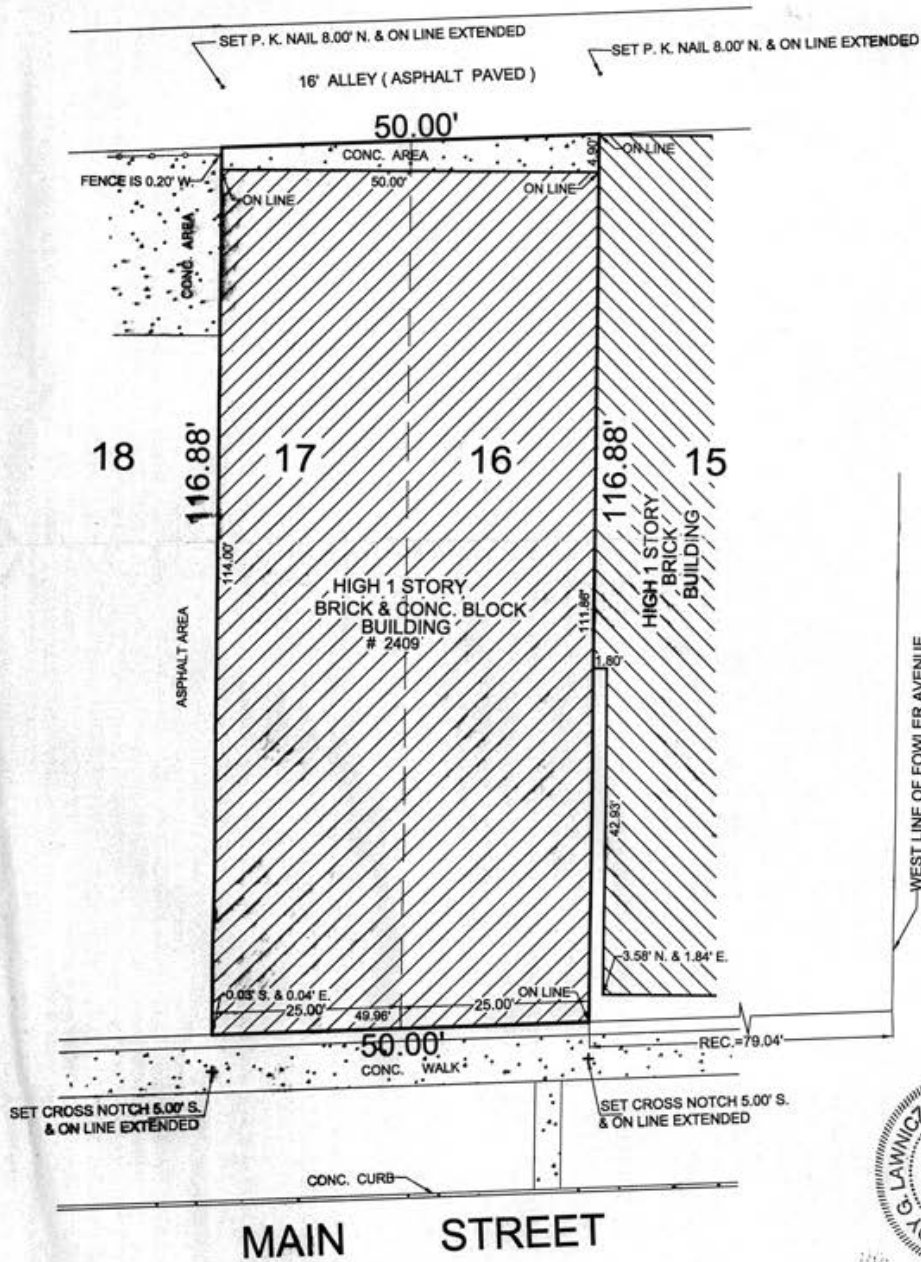 SET P. K. NAIL 8.00' N. & ON LINE EXTENDED
SET P. K. NAIL 8.00' N. & ON LINE EXTENDED
16' ALLEY ( ASPHALT PAVED )
50.00'
CONC. AREA
4.90'
ON LINE
FENCE IS 0.20' W.
50.00'
ON LINE
ON LINE
CONC. AREA
18
116.88'
17
16
116.88'
15
HIGH 1 STORY
BRICK
BUILDING
114.00'
HIGH 1 STORY
BRICK & CONC. BLOCK
BUILDING
# 2409
111.86'
ASPHALT AREA
1.80'
WEST LINE OF FOWLER AVENUE
42.93'
3.58' N. & 1.84' E.
0.03' S. & 0.04' E.
ON LINE
25.00'
49.96'
25.00'
50.00'
REC.=79.04'
CONC. WALK
SET CROSS NOTCH 5.00' S.
& ON LINE EXTENDED
SET CROSS NOTCH 5.00' S.
& ON LINE EXTENDED
CONC. CURB
G. LAWNICZ
MAIN STREET